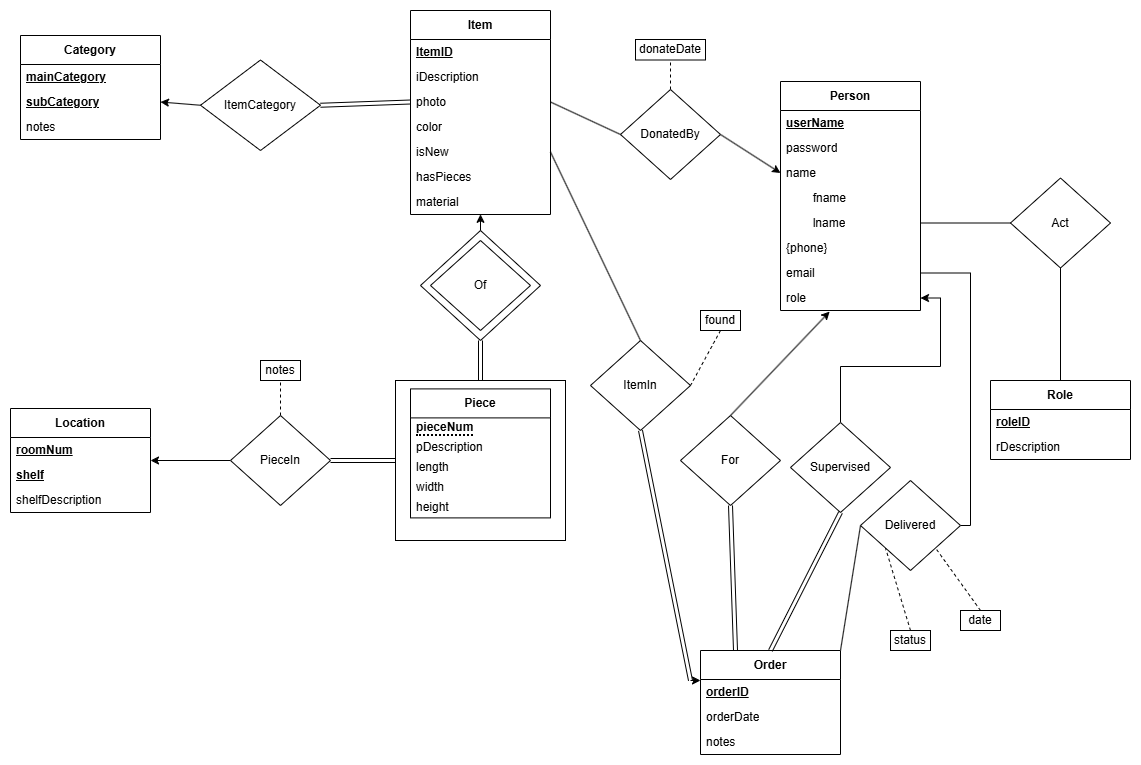 Category
mainCategory
subCategory
notes
ItemCategory
Item
ItemID
iDescription
photo
color
isNew
hasPieces
material
donateDate
DonatedBy
Person
userName
password
name
fname
lname
{phone}
email
role
Act
Role
roleID
rDescription
Of
found
ItemIn
notes
Location
roomNum
shelf
shelfDescription
PieceIn
Piece
pieceNum
pDescription
length
width
height
For
Supervised
Delivered
status
date
Order
orderID
orderDate
notes